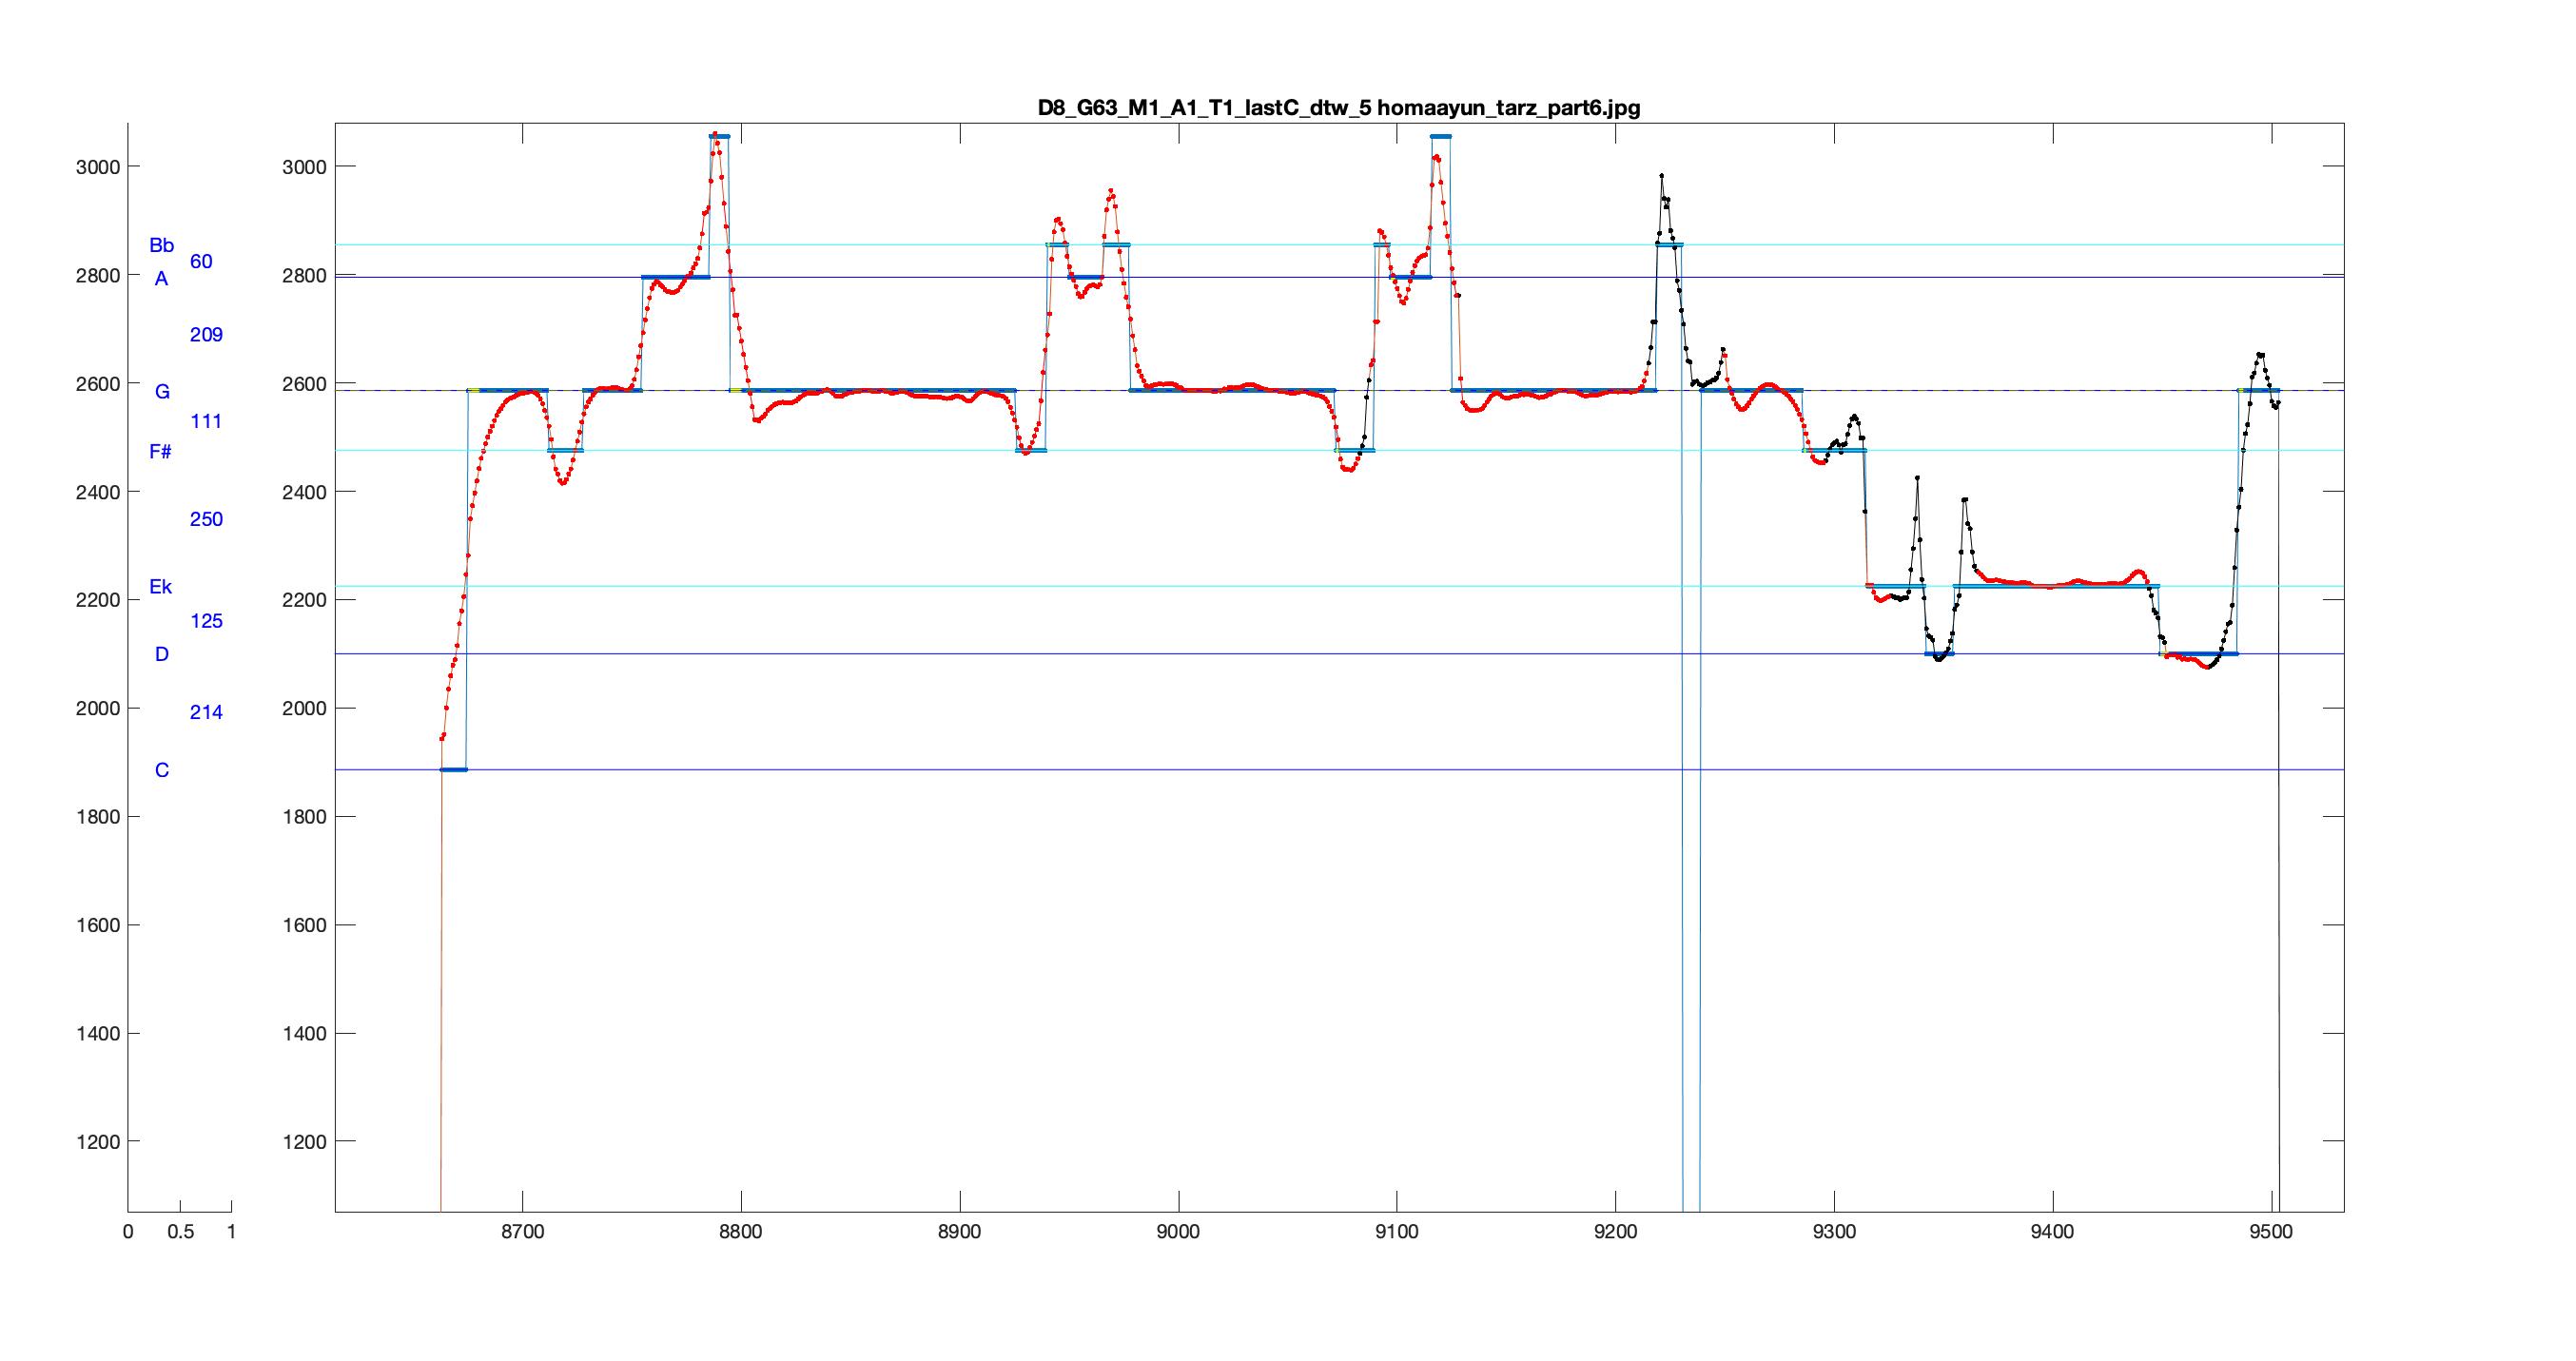 D8_G63_M1_A1_T1_lastC_dtw_5 homaayun_tarz_part6.jpg
3000 3000
Bb
60
2800 A 2800
209
2600 G 2600
111
F#
2400 2400
250
Ek
2200 2200
125
D
2000 214 2000
C
1800 1800
1600 1600
1400 1400
1200 1200
0 0.5 1 8700 8800 8900 9000 9100 9200 9300 9400 9500